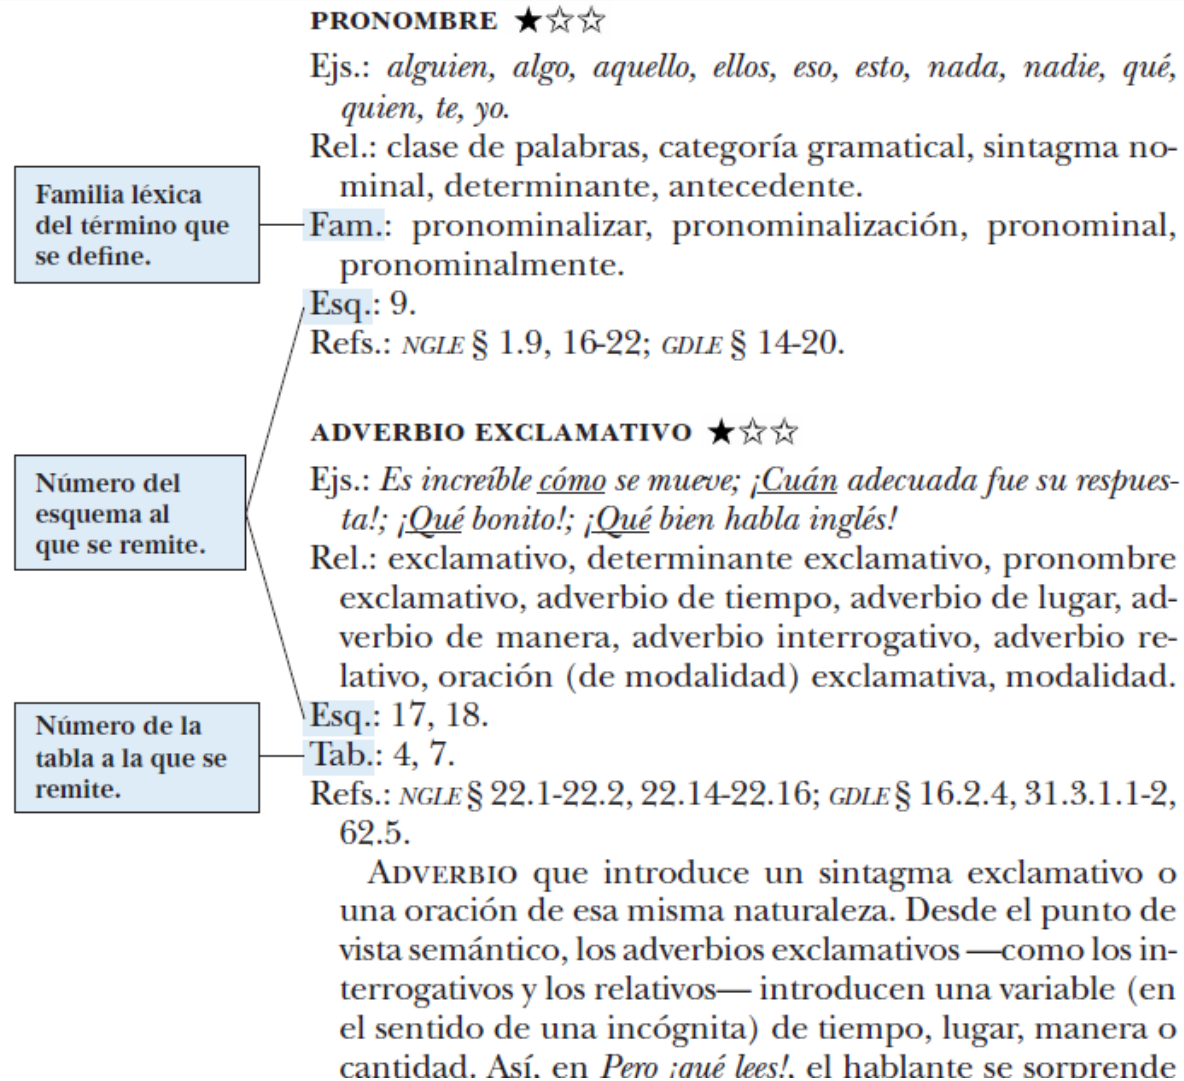 PRONOMBRE ★☆☆
Ejs.: alguien, algo, aquello, ellos, eso, esto, nada, nadie, qué,
quien, te, yo.
Rel.: clase de palabras, categoría gramatical, sintagma no-
minal, determinante, antecedente.
Familia léxica
del término que
se define.
Fam.: pronominalizar, pronominalización, pronominal,
pronominalmente.
Esq.: 9.
Refs.: NGLE § 1.9, 16-22; GDLE § 14-20.
ADVERBIO EXCLAMATIVO ★☆☆
Número del
esquema al
que se remite.
Ejs.: Es increíble cómo se mueve; ¡Cuán adecuada fue su respues-
ta!; ¡Qué bonito!; ¡Qué bien habla inglés!
Rel.: exclamativo, determinante exclamativo, pronombre
exclamativo, adverbio de tiempo, adverbio de lugar, ad-
verbio de manera, adverbio interrogativo, adverbio re-
lativo, oración (de modalidad) exclamativa, modalidad.
Esq.: 17, 18.
Número de la
tabla a la que se
remite.
Tab.: 4, 7.
Refs.: NGLE § 22.1-22.2, 22.14-22.16; GDLE § 16.2.4, 31.3.1.1-2,
62.5.
ADVERBIO que introduce un sintagma exclamativo o
una oración de esa misma naturaleza. Desde el punto de
vista semántico, los adverbios exclamativos —como los in-
terrogativos y los relativos— introducen una variable (en
el sentido de una incógnita) de tiempo, lugar, manera o
cantidad. Así, en Pero ¡qué lees!, el hablante se sorprende